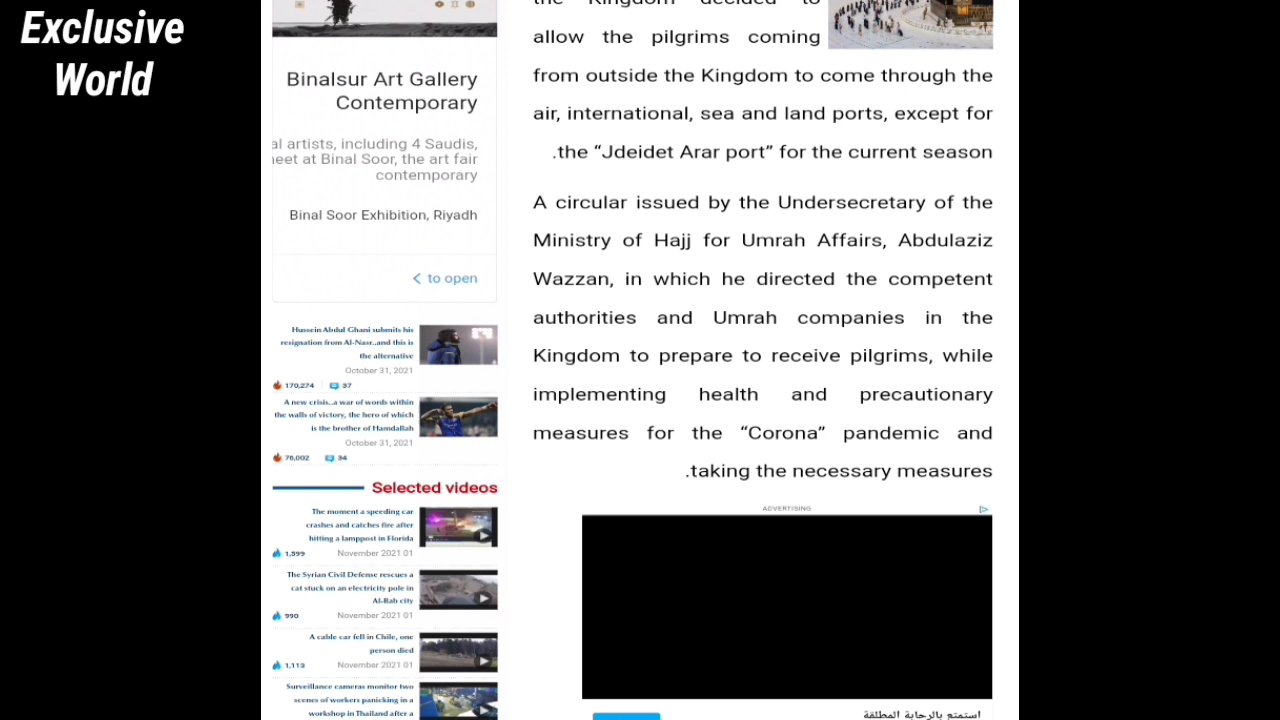 Exclusive
World
Binalsur Art Gallery
Contemporary
al artists, including 4 Saudis,
meet at Binal Soor, the art fair
contemporary
Binal Soor Exhibition, Riyadh
< to open
Hussein Abdul Ghani submits his
resignation from Al-Nasr..and this is
the alternative
October 31, 2021
170,274 37
A new crisis..a war of words within
the walls of victory, the hero of which
is the brother of Hamdallah
October 31, 2021
76,002 34
Selected videos
The moment a speeding car
crashes and catches fire after
hitting a lamppost in Florida
1,899 November 2021 01
The Syrian Civil Defense rescues a
cat stuck on an electricity pole in
Al-Bab city
990 November 2021 01
A cable car fell in Chile, one
person died
1,113 November 2021 01
Surveillance cameras monitor two
scenes of workers panicking in a
workshop in Thailand after a
the Kingdom decided to
allow the pilgrims coming
from outside the Kingdom to come through the
air, international, sea and land ports, except for
.the “Jdeidet Arar port” for the current season
A circular issued by the Undersecretary of the
Ministry of Hajj for Umrah Affairs, Abdulaziz
Wazzan, in which he directed the competent
authorities and Umrah companies in the
Kingdom to prepare to receive pilgrims, while
implementing health and precautionary
measures for the “Corona” pandemic and
.taking the necessary measures
ADVERTISING
استمتع بالرحابة المطلقة